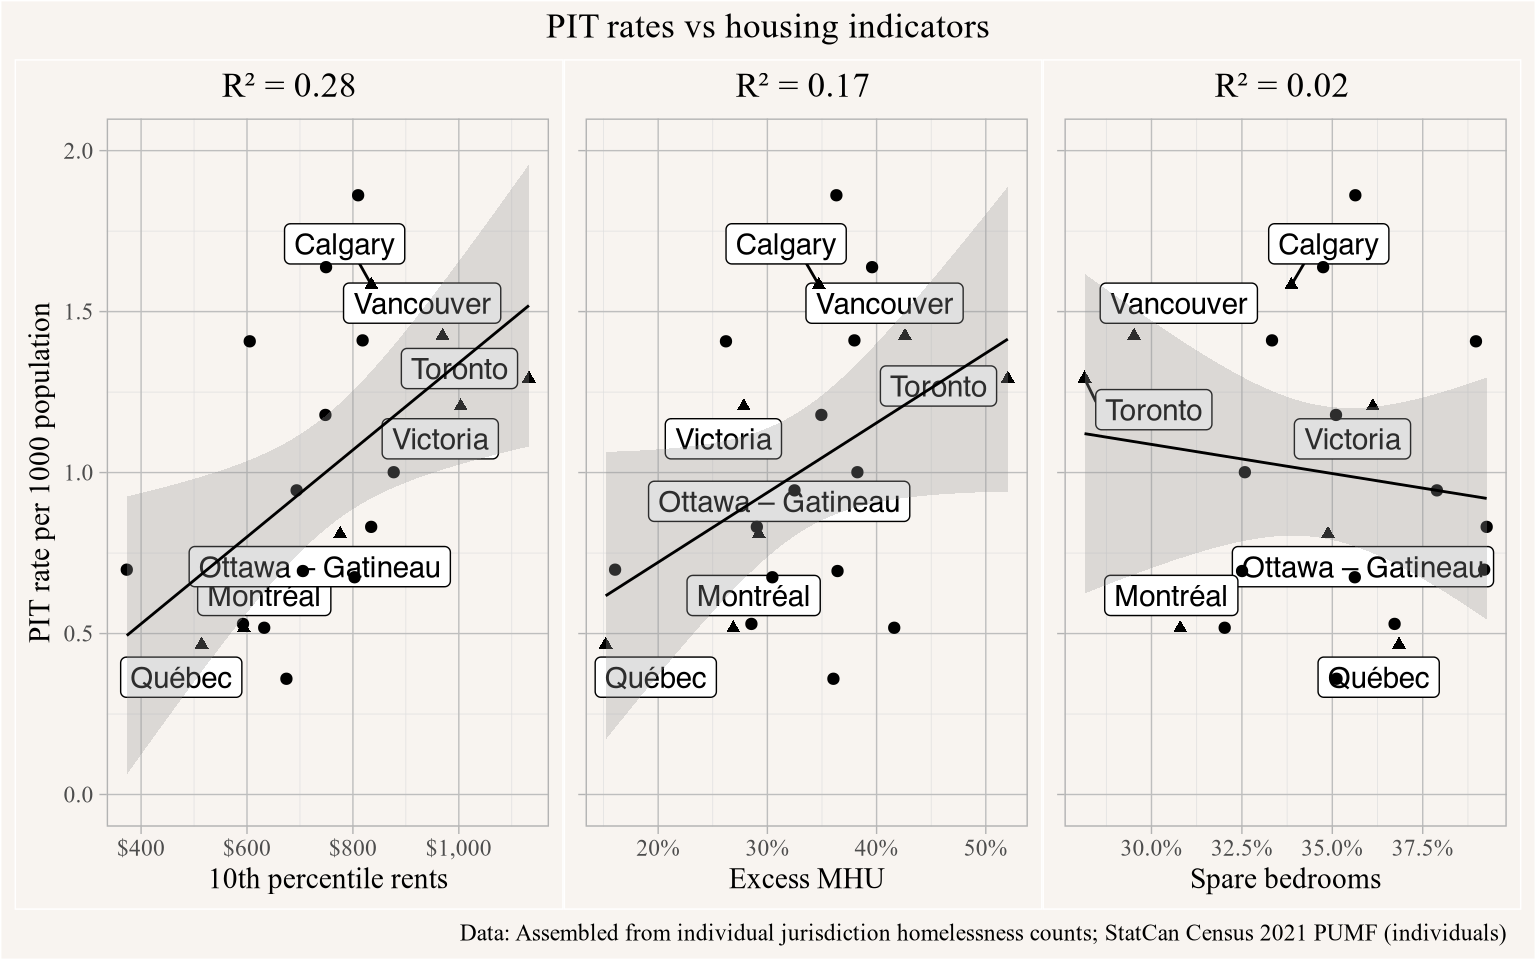 PIT rates vs housing indicators
R² = 0.28
R² = 0.17
R² = 0.02
PIT rate per 1000 population
2.0
1.5
1.0
0.5
0.0
Calgary
Vancouver
Toronto
Victoria
Ottawa – Gatineau
Montréal
Québec
$400 $600 $800 $1,000
10th percentile rents
Calgary
Vancouver
Toronto
Victoria
Ottawa – Gatineau
Montréal
Québec
20% 30% 40% 50%
Excess MHU
Calgary
Vancouver
Toronto
Victoria
Ottawa – Gatineau
Montréal
Québec
30.0% 32.5% 35.0% 37.5%
Spare bedrooms
Data: Assembled from individual jurisdiction homelessness counts; StatCan Census 2021 PUMF (individuals)